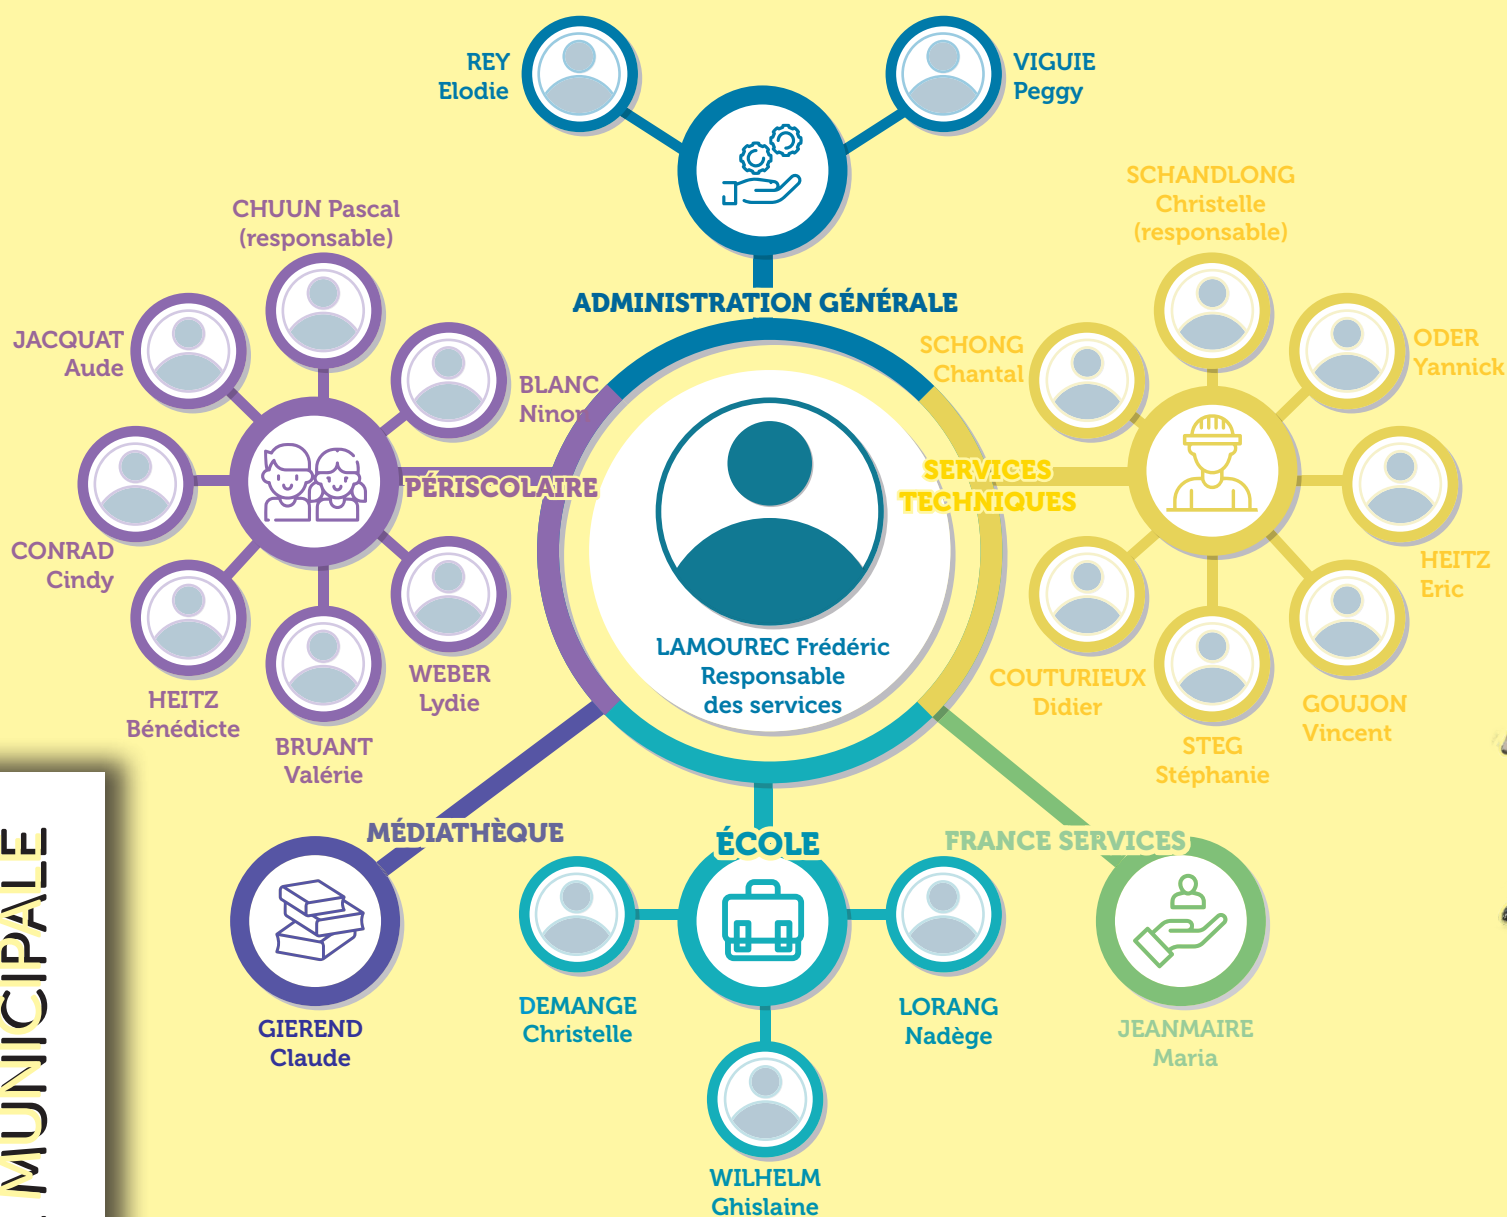 REY
Elodie
VIGUIE
Peggy
ADMINISTRATION GÉNÉRALE
CHUUN Pascal
(responsable)
JACQUAT
Aude
BLANC
Ninon
CONRAD
Cindy
PÉRISCOLAIRE
HEITZ
Bénédicte
BRUANT
Valérie
WEBER
Lydie
SCHANDLONG
Christelle
(responsable)
SCHONG
Chantal
ODER
Yannick
SERVICES
TECHNIQUES
HEITZ
Eric
COUTURIEUX
Didier
GOUJON
Vincent
STEG
Stéphanie
LAMOUREC Frédéric
Responsable
des services
MÉDIATHÈQUE
GIEREND
Claude
ÉCOLE
DEMANGE
Christelle
LORANG
Nadège
WILHELM
Ghislaine
FRANCE SERVICES
JEANMAIRE
Maria
MUNICIPALE